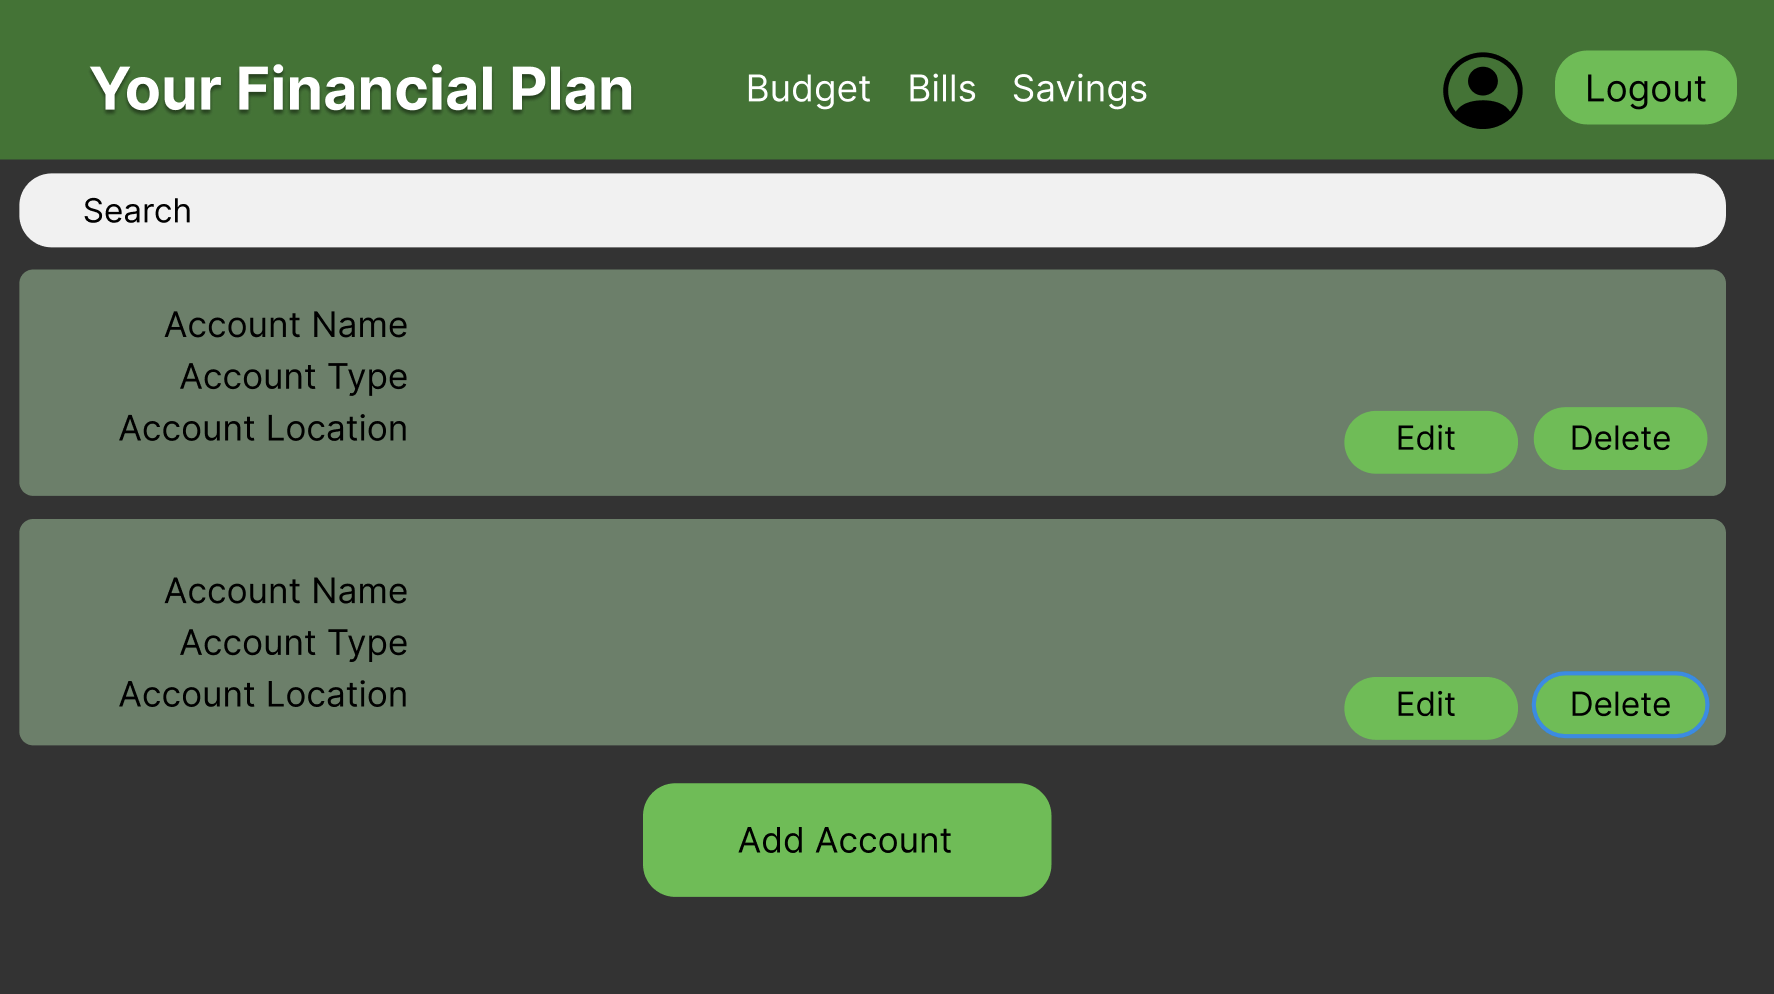 Your Financial Plan Budget Bills Savings Logout
Search
Account Name
Account Type
Account Location
Edit Delete
Account Name
Account Type
Account Location
Edit Delete
Add Account